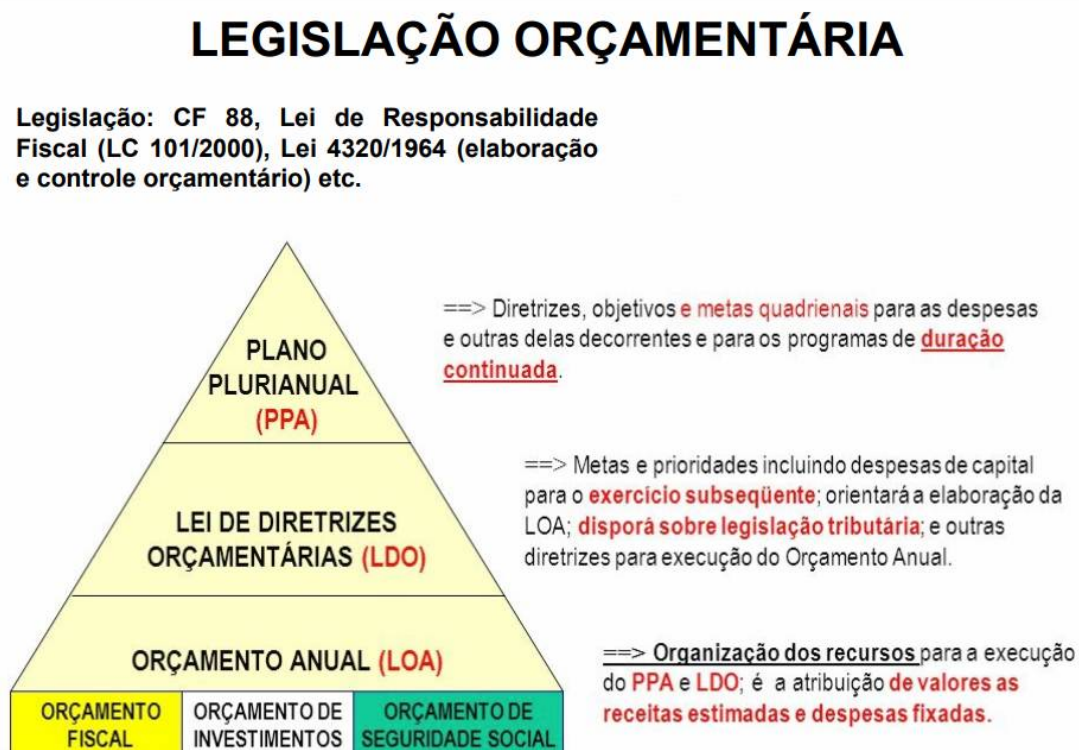 LEGISLAÇÃO ORÇAMENTÁRIA
Legislação: CF 88, Lei de Responsabilidade
Fiscal (LC 101/2000), Lei 4320/1964 (elaboração
e controle orçamentário) etc.
PLANO
PLURIANUAL
(PPA)
==> Diretrizes, objetivos e metas quadrienais para as despesas
e outras delas decorrentes e para os programas de duração
continuada.
LEI DE DIRETRIZES
ORÇAMENTÁRIAS (LDO)
==> Metas e prioridades incluindo despesas de capital
para o exercício subseqüente; orientará a elaboração da
LOA; disporá sobre legislação tributária; e outras
diretrizes para execução do Orçamento Anual.
ORÇAMENTO ANUAL (LOA)
==> Organização dos recursos para a execução
do PPA e LDO; é a atribuição de valores as
receitas estimadas e despesas fixadas.
ORÇAMENTO
FISCAL
ORÇAMENTO DE
INVESTIMENTOS
ORÇAMENTO DE
SEGURIDADE SOCIAL